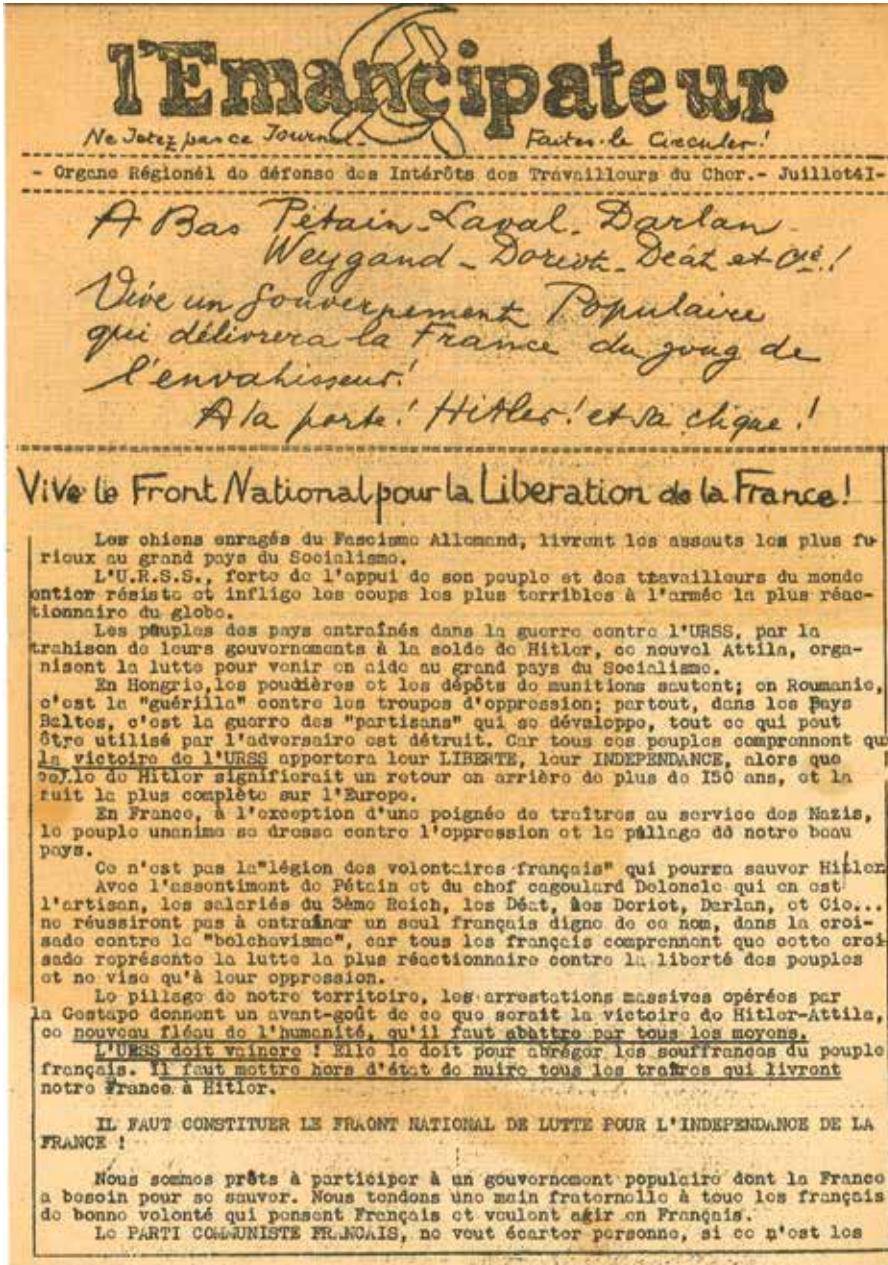 l'Emancipateur
Ne Jetez pas ce Journal - Faites-le Circuler!
- Organe Régionél de défense des Intérôts des Travailleurs du Cher.- Juillet4I-
A Bas Pétain-Laval-Darlan-
Weygand-Doriot-Déat et Cié!
Vive un Gouvernement Populaire
qui délivrera la France du joug de
l'envahisseur!
A la porte! Hitler! et sa clique!
Vive le Front National pour la Liberation de la France!
Les chiens enragés du Fascisme Allemand, livrent les assauts les plus fu-
rieux au grand pays du Socialisme.
L'U.R.S.S., forte de l'appui de son peuple et des travailleurs du monde
entier résiste et inflige les coups les plus terribles à l'armée la plus réac-
tionnaire du globe.
Les peuples des pays entraînés dans la guerre contre l'URSS, par la
trahison de leurs gouvernements à la solde de Hitler, ce nouvel Attila, orga-
nisent la lutte pour venir en aide au grand pays du Socialisme.
En Hongrie,les poudières et les dépôts de munitions sautent; en Roumanie,
c'est la "guérilla" contre les troupes d'oppression; partout, dans les Pays
Baltes, c'est la guerre des "partisans" qui se développe, tout ce qui peut
être utilisé par l'adversaire est détruit. Car tous ces peuples comprennent qu
la victoire de l'URSS apportera leur LIBERTE, leur INDEPENDANCE, alors que
celle de Hitler signifierait un retour en arrière de plus de I50 ans, et la
nuit la plus complète sur l'Europe.
En France, à l'exception d'une poignée de traîtres au service des Nazis,
le peuple unanime se dresse contre l'oppression et le pillage de notre beau
pays.
Ce n'est pas la"légion des volontaires français" qui pourra sauver Hitler
Avec l'assentiment de Pétain et du chef cagoulard Deloncle qui en est
l'artisan, les salariés du 3ème Reich, les Déat, les Doriot, Darlan, et Cie...
ne réussiront pas à entraîner un seul français digne de ce nom, dans la croi-
sade contre le "bolchevisme", car tous les français comprennent que cette croi-
sade représente la lutte la plus réactionnaire contre la liberté des peuples
et ne vise qu'à leur oppression.
Le pillage de notre territoire, les arrestations massives opérées par
la Gestapo donnent un avant-goût de ce que serait la victoire de Hitler-Attila,
ce nouveau fléau de l'humanité, qu'il faut abattre par tous les moyens.
L'URSS doit vaincre ! Elle le doit pour abréger les souffrances du peuple
français. Il faut mettre hors d'état de nuire tous les traîtres qui livrent
notre France à Hitler.
IL FAUT CONSTITUER LE FRAONT NATIONAL DE LUTTE POUR L'INDEPENDANCE DE LA
FRANCE !
Nous sommes prêts à participer à un gouvernement populaire dont la France
a besoin pour se sauver. Nous tendons une main fraternelle à tous les français
de bonne volonté qui pensent Français et veulent agir en Français.
Le PARTI COMMUNISTE FRANCAIS, ne veut écarter personne, si ce n'est les